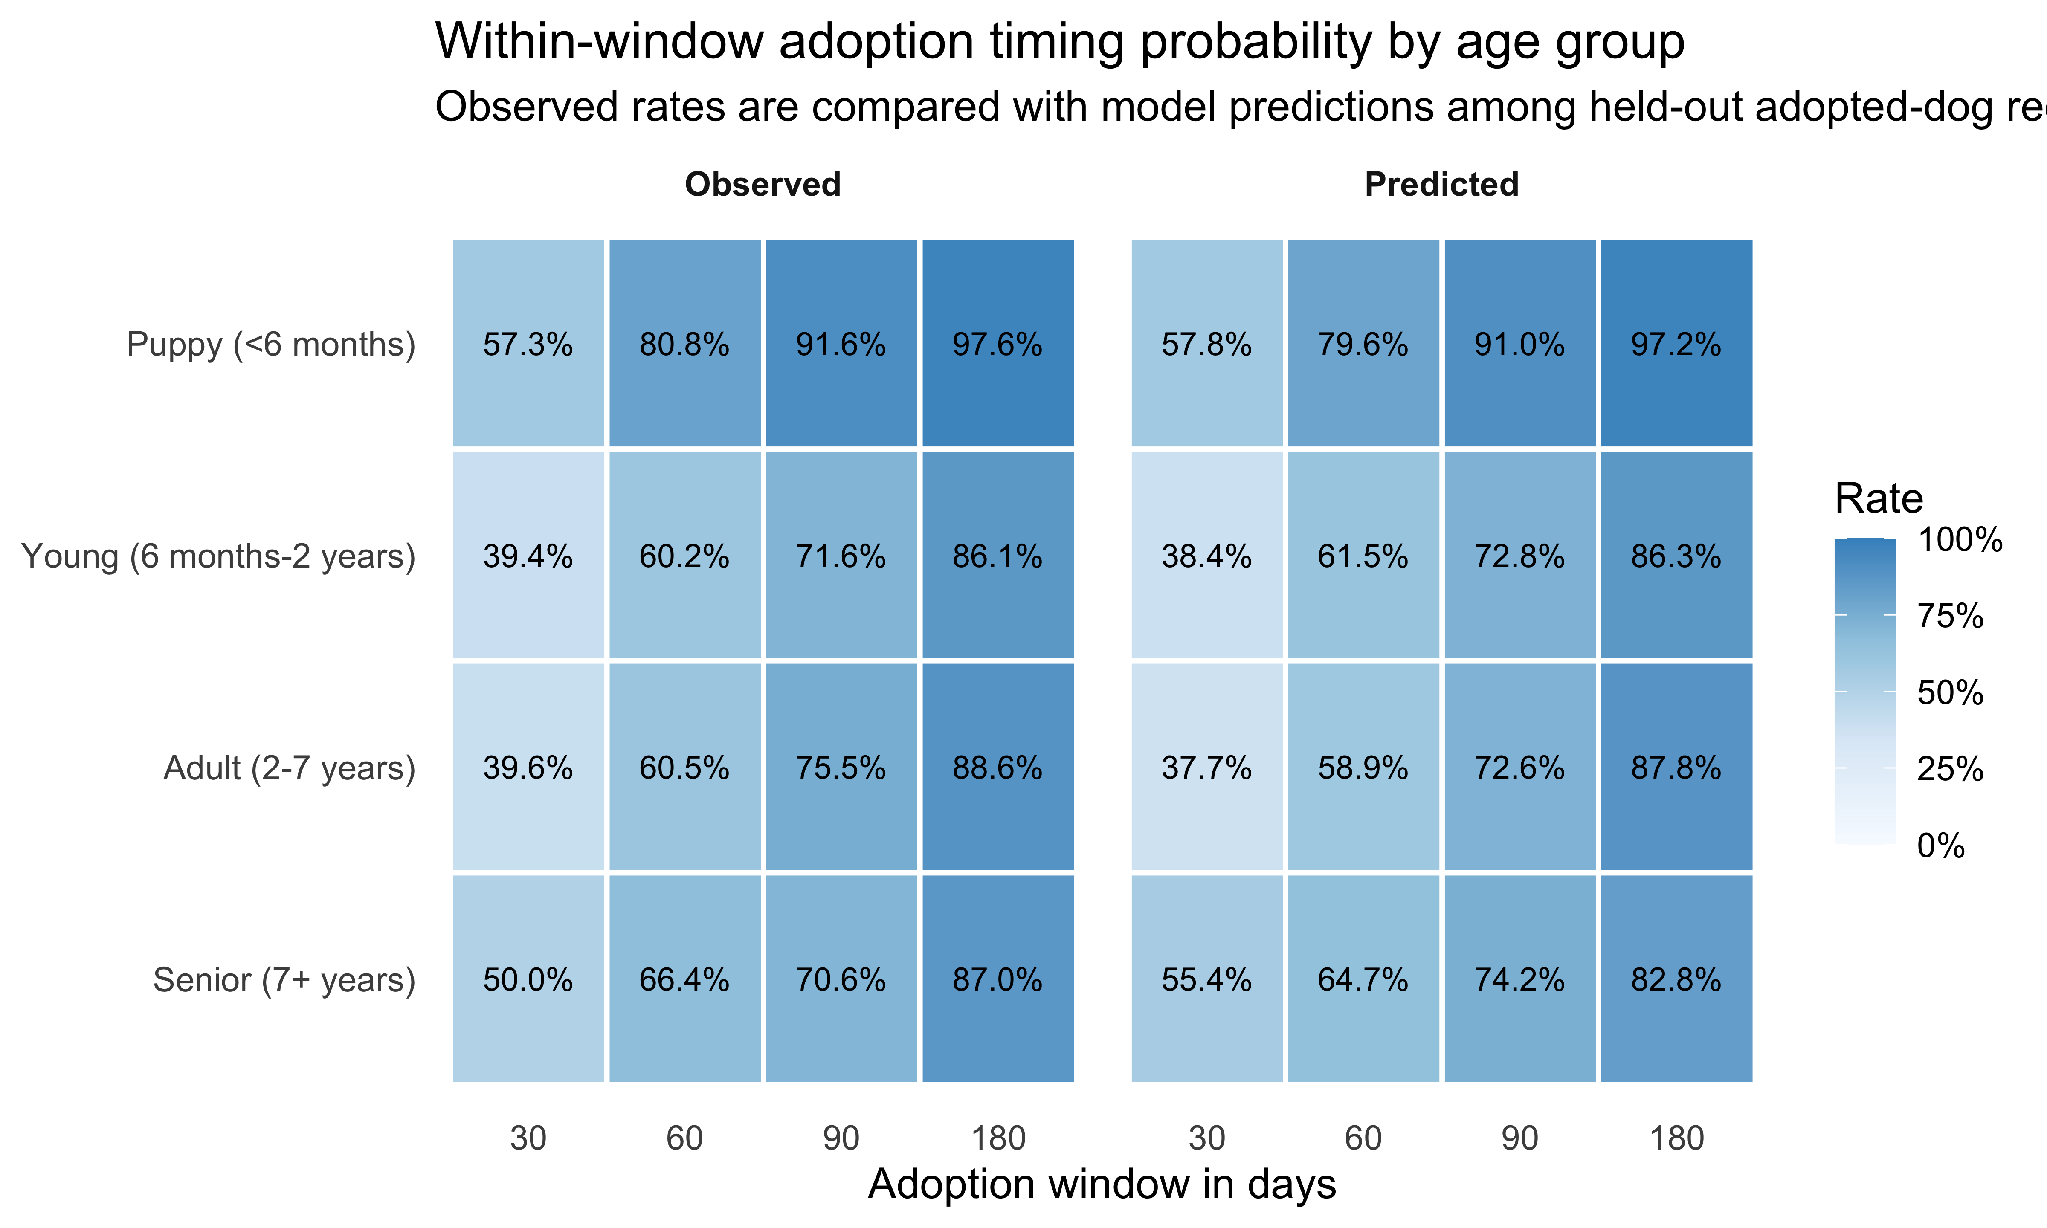 Within-window adoption timing probability by age group
Observed rates are compared with model predictions among held-out adopted-dog
Observed
Predicted
Puppy (<6 months) 57.3% 80.8% 91.6% 97.6% 57.8% 79.6% 91.0% 97.2%
Young (6 months-2 years) 39.4% 60.2% 71.6% 86.1% 38.4% 61.5% 72.8% 86.3%
Adult (2-7 years) 39.6% 60.5% 75.5% 88.6% 37.7% 58.9% 72.6% 87.8%
Senior (7+ years) 50.0% 66.4% 70.6% 87.0% 55.4% 64.7% 74.2% 82.8%
30 60 90 180 30 60 90 180
Adoption window in days
Rate
100%
75%
50%
25%
0%